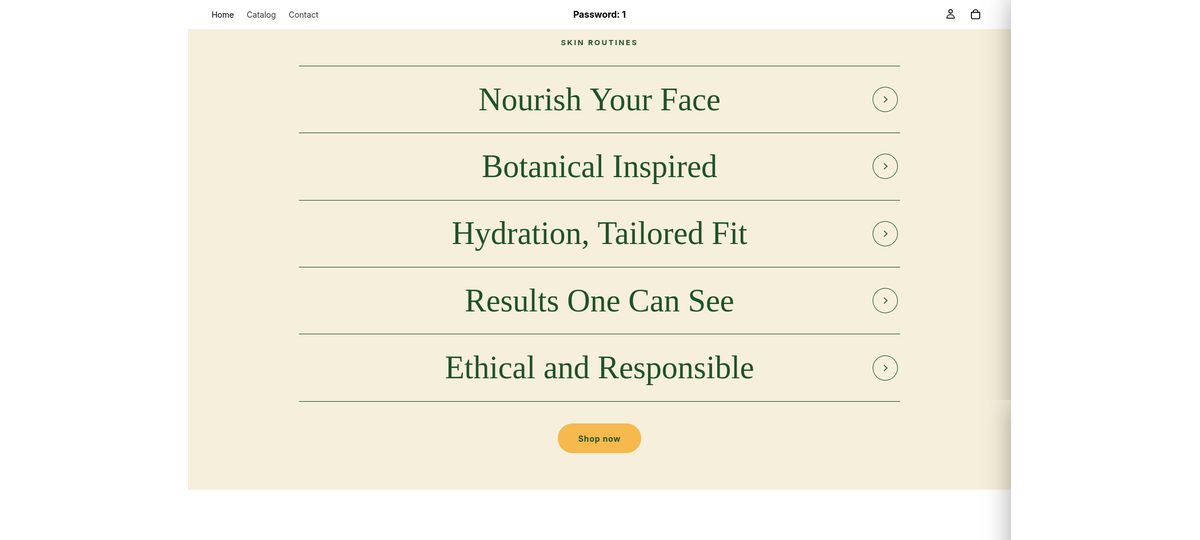 Home Catalog Contact Password: 1
SKIN ROUTINES
Nourish Your Face
Botanical Inspired
Hydration, Tailored Fit
Results One Can See
Ethical and Responsible
Shop now